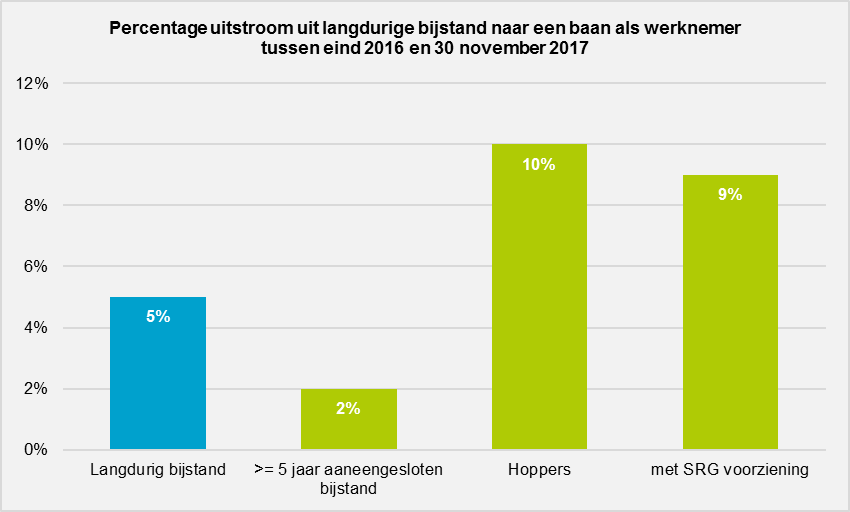 Percentage uitstroom uit langdurige bijstand naar een baan als werknemer
tussen eind 2016 en 30 november 2017
12%
10%
8%
6%
4%
2%
0%
5%
2%
10%
9%
Langdurig bijstand
>= 5 jaar aaneengesloten
bijstand
Hoppers
met SRG voorziening